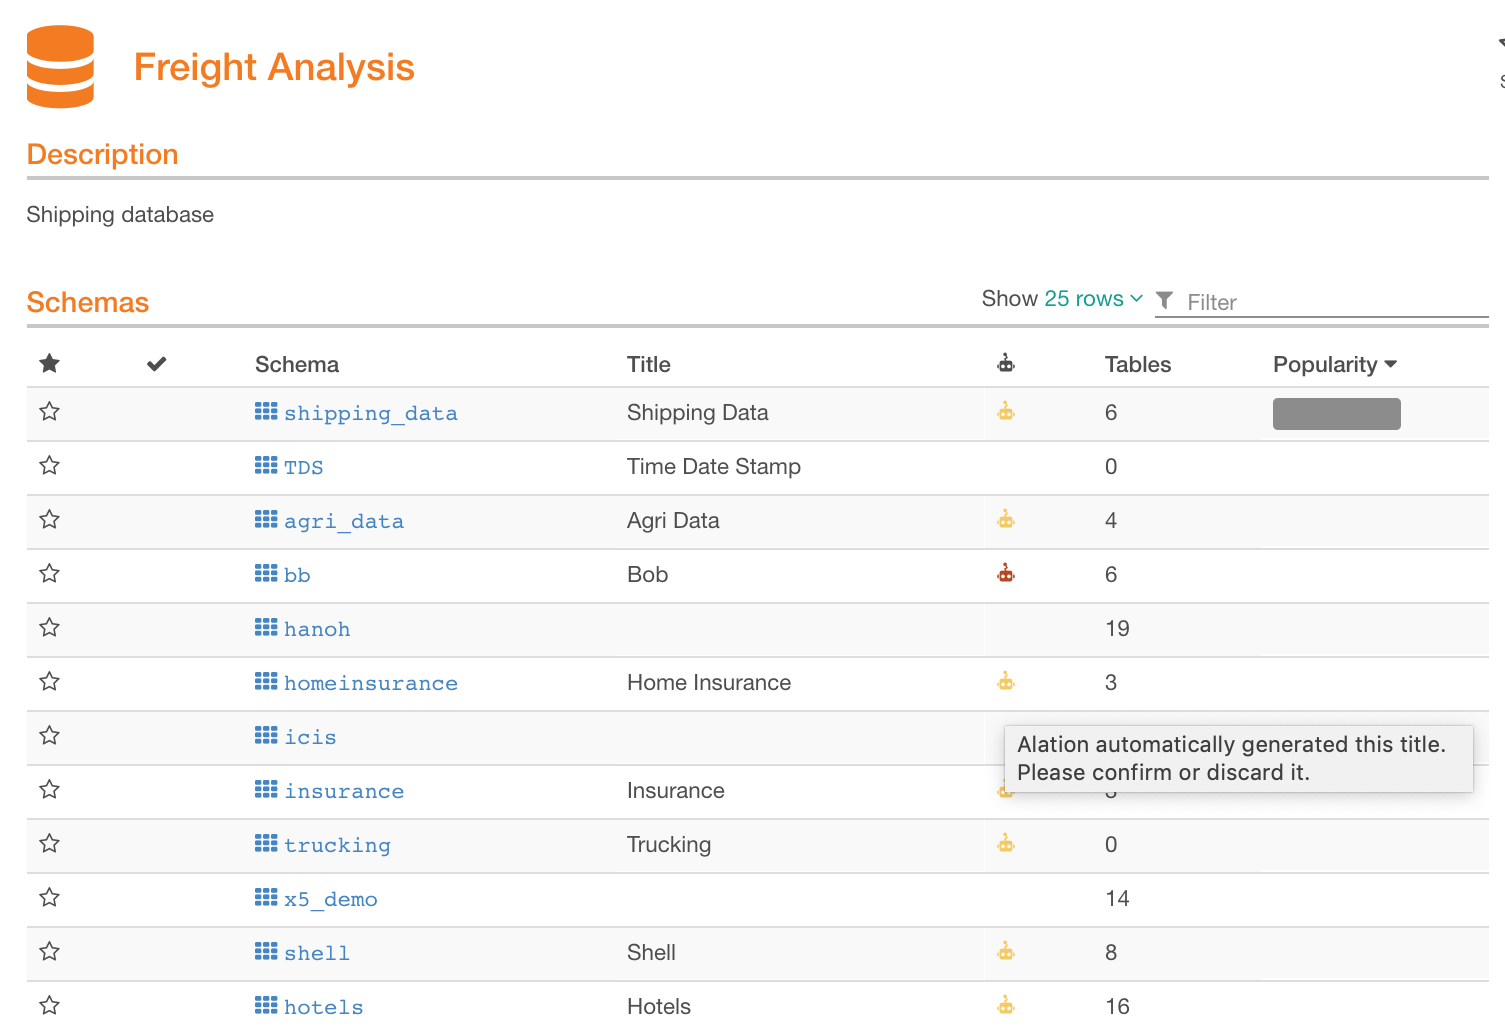 Freight Analysis
Description
Shipping database
Schemas Show 25 rows Filter
Schema Title Tables Popularity
shipping_data Shipping Data 6
TDS Time Date Stamp 0
agri_data Agri Data 4
bb Bob 6
hanoh 19
homeinsurance Home Insurance 3
icis
Alation automatically generated this title.
Please confirm or discard it.
insurance Insurance
trucking Trucking 0
x5_demo 14
shell Shell 8
hotels Hotels 16